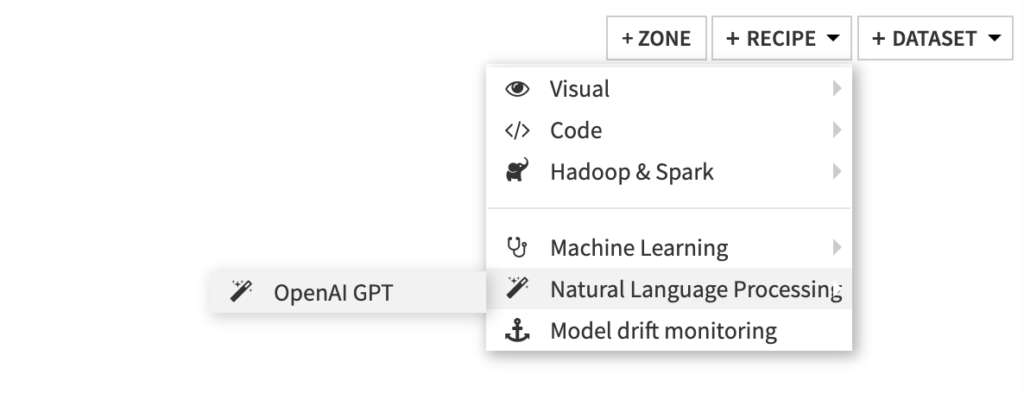 + ZONE
+ RECIPE
+ DATASET
Visual
Code
Hadoop & Spark
Machine Learning
Natural Language Processing
OpenAI GPT
Model drift monitoring